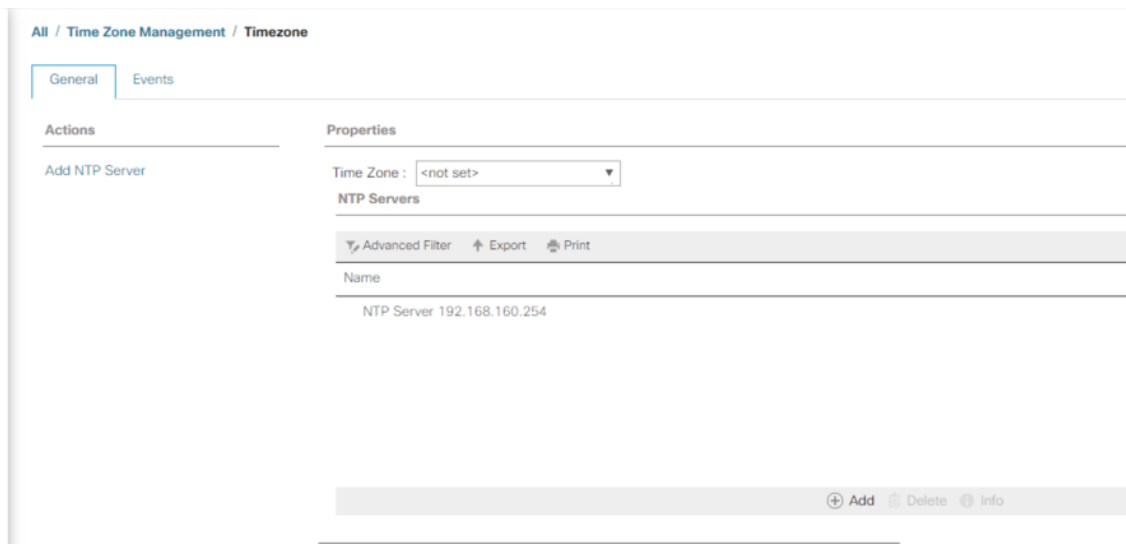 All / Time Zone Management / Timezone
General Events
Actions
Add NTP Server
Properties
Time Zone : <not set>
NTP Servers
Advanced Filter Export Print
Name
NTP Server 192.168.160.254
Add Delete Info